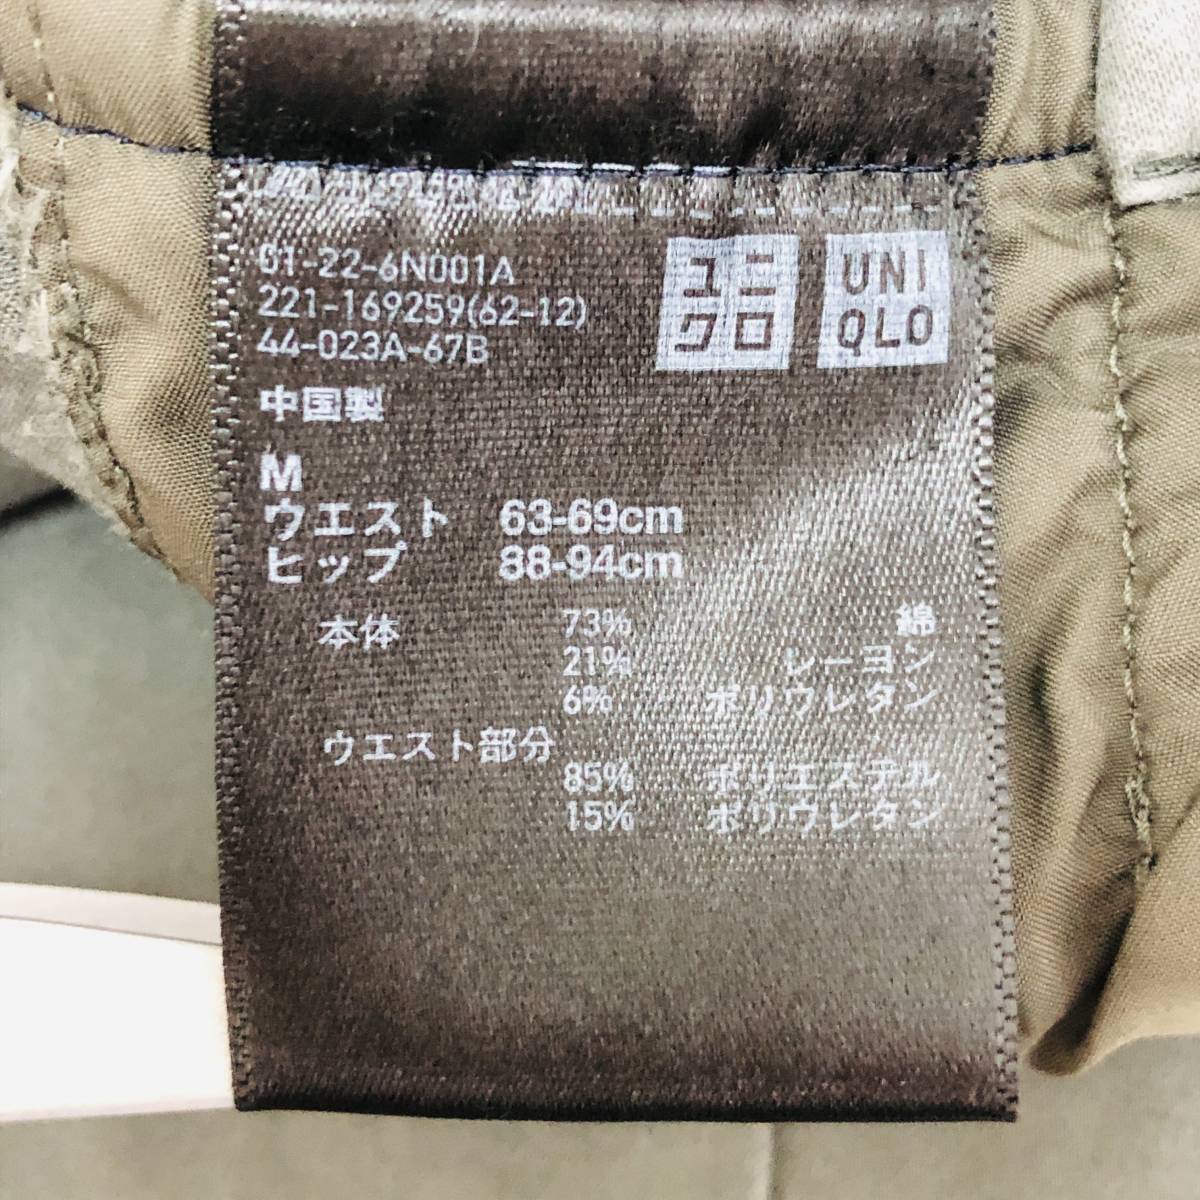 01-22-6N001A
221-169259(62-12)
44-023A-67B
ユニ
クロ
UNI
QLO
中国製
M
ウエスト 63-69cm
ヒップ 88-94cm
本体 73% 綿
21% レーヨン
6% ポリウレタン
ウエスト部分
85% ポリエステル
15% ポリウレタン